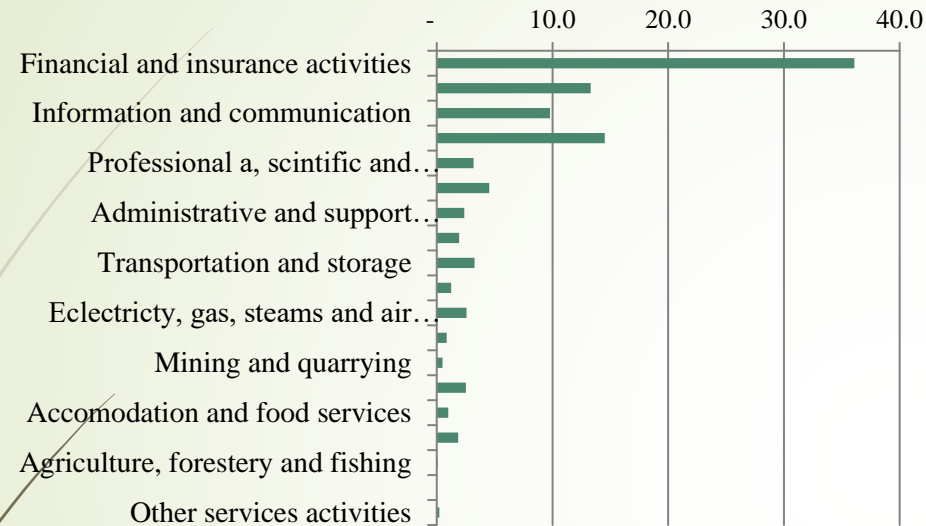 - 10.0 20.0 30.0 40.0
Financial and insurance activities
Information and communication
Professional a, scintific and…
Administrative and support…
Transportation and storage
Eclectricty, gas, steams and air…
Mining and quarrying
Accomodation and food services
Agriculture, forestery and fishing
Other services activities